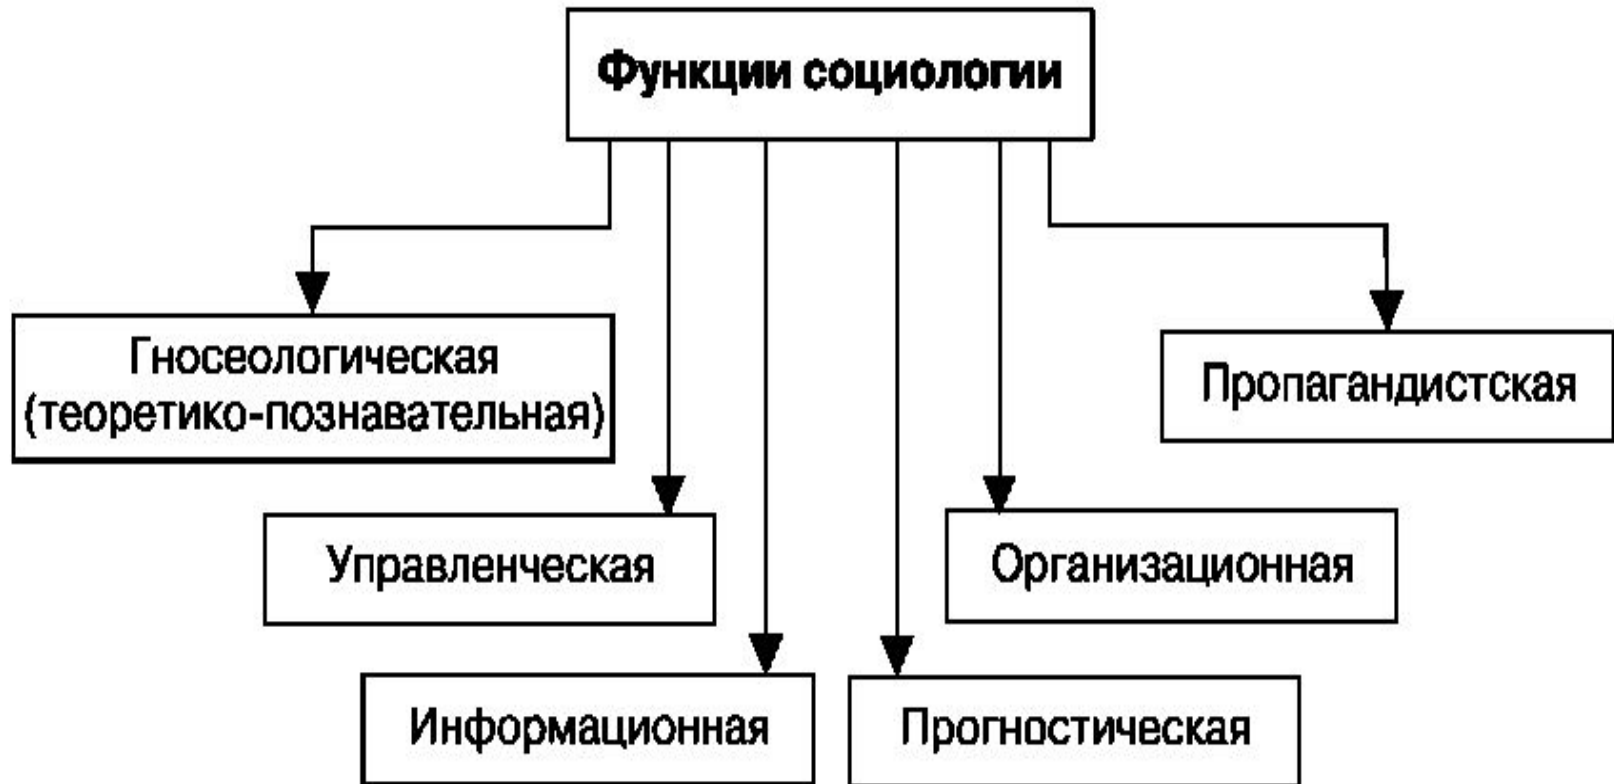 Функции социологии
Гносеологическая
(теоретико-познавательная)
Пропагандистская
Управленческая
Организационная
Информационная
Прогностическая